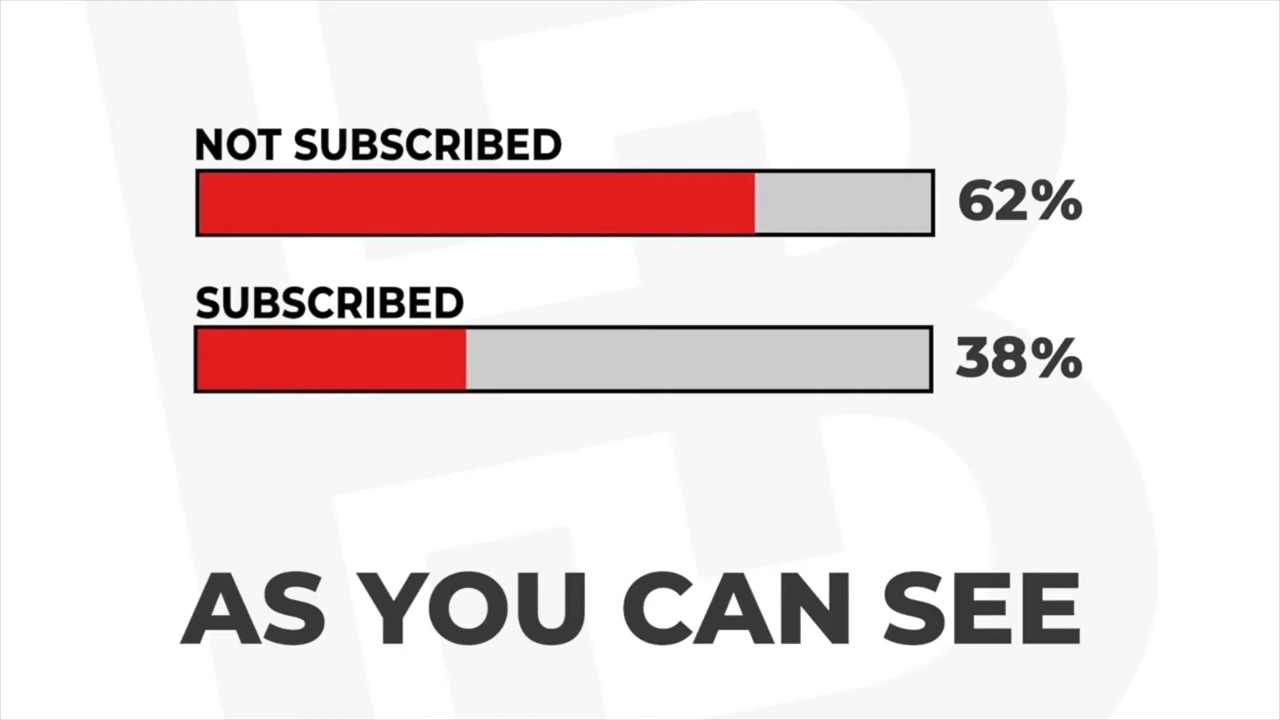 NOT SUBSCRIBED
62%
SUBSCRIBED
38%
AS YOU CAN SEE